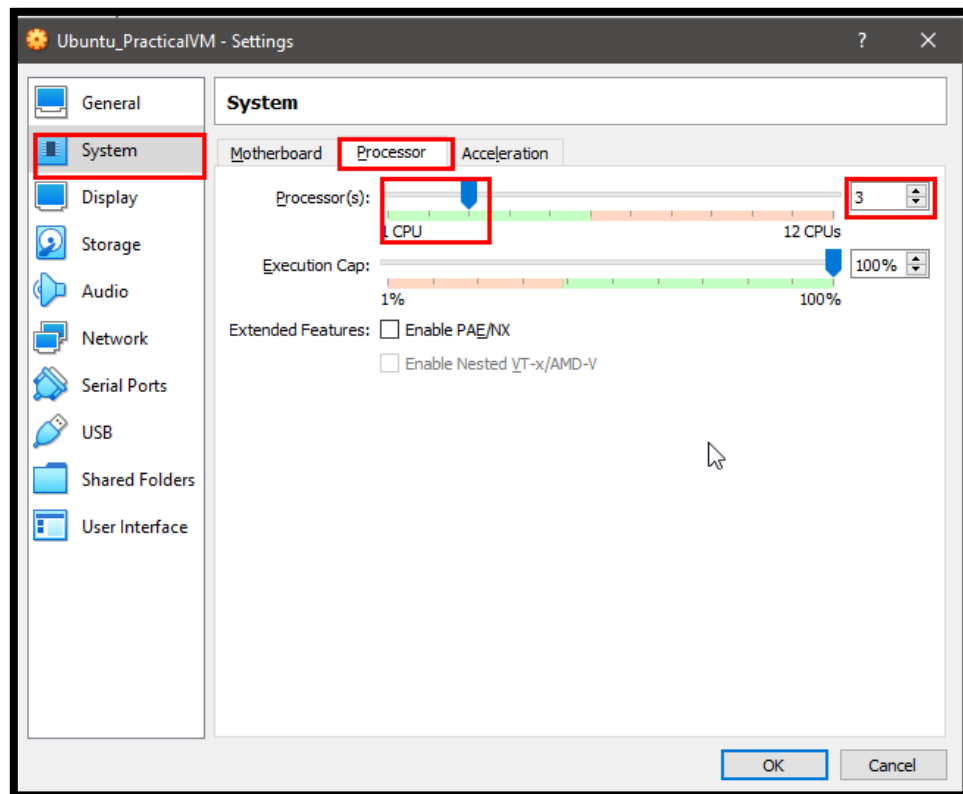 Ubuntu_PracticalVM - Settings ? ×
General
System
Display
Storage
Audio
Network
Serial Ports
USB
Shared Folders
User Interface
System
Motherboard Processor Acceleration
Processor(s): 3
1 CPU 12 CPUs
Execution Cap: 100%
1% 100%
Extended Features: Enable PAE/NX
Enable Nested VT-x/AMD-V
OK Cancel